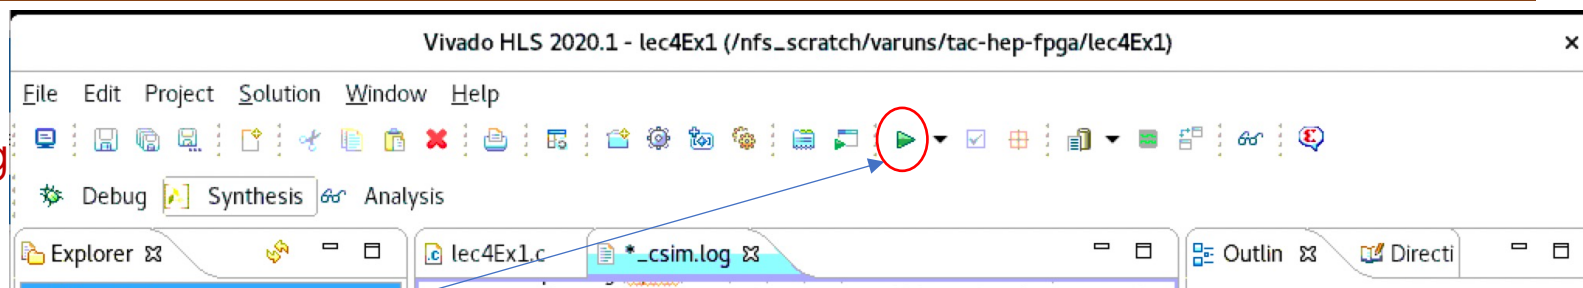 Vivado HLS 2020.1 - lec4Ex1 (/nfs_scratch/varuns/tac-hep-fpga/lec4Ex1)
File Edit Project Solution Window Help
g
Debug Synthesis Analysis
Explorer lec4Ex1.c *_csim.log Outlin Directi